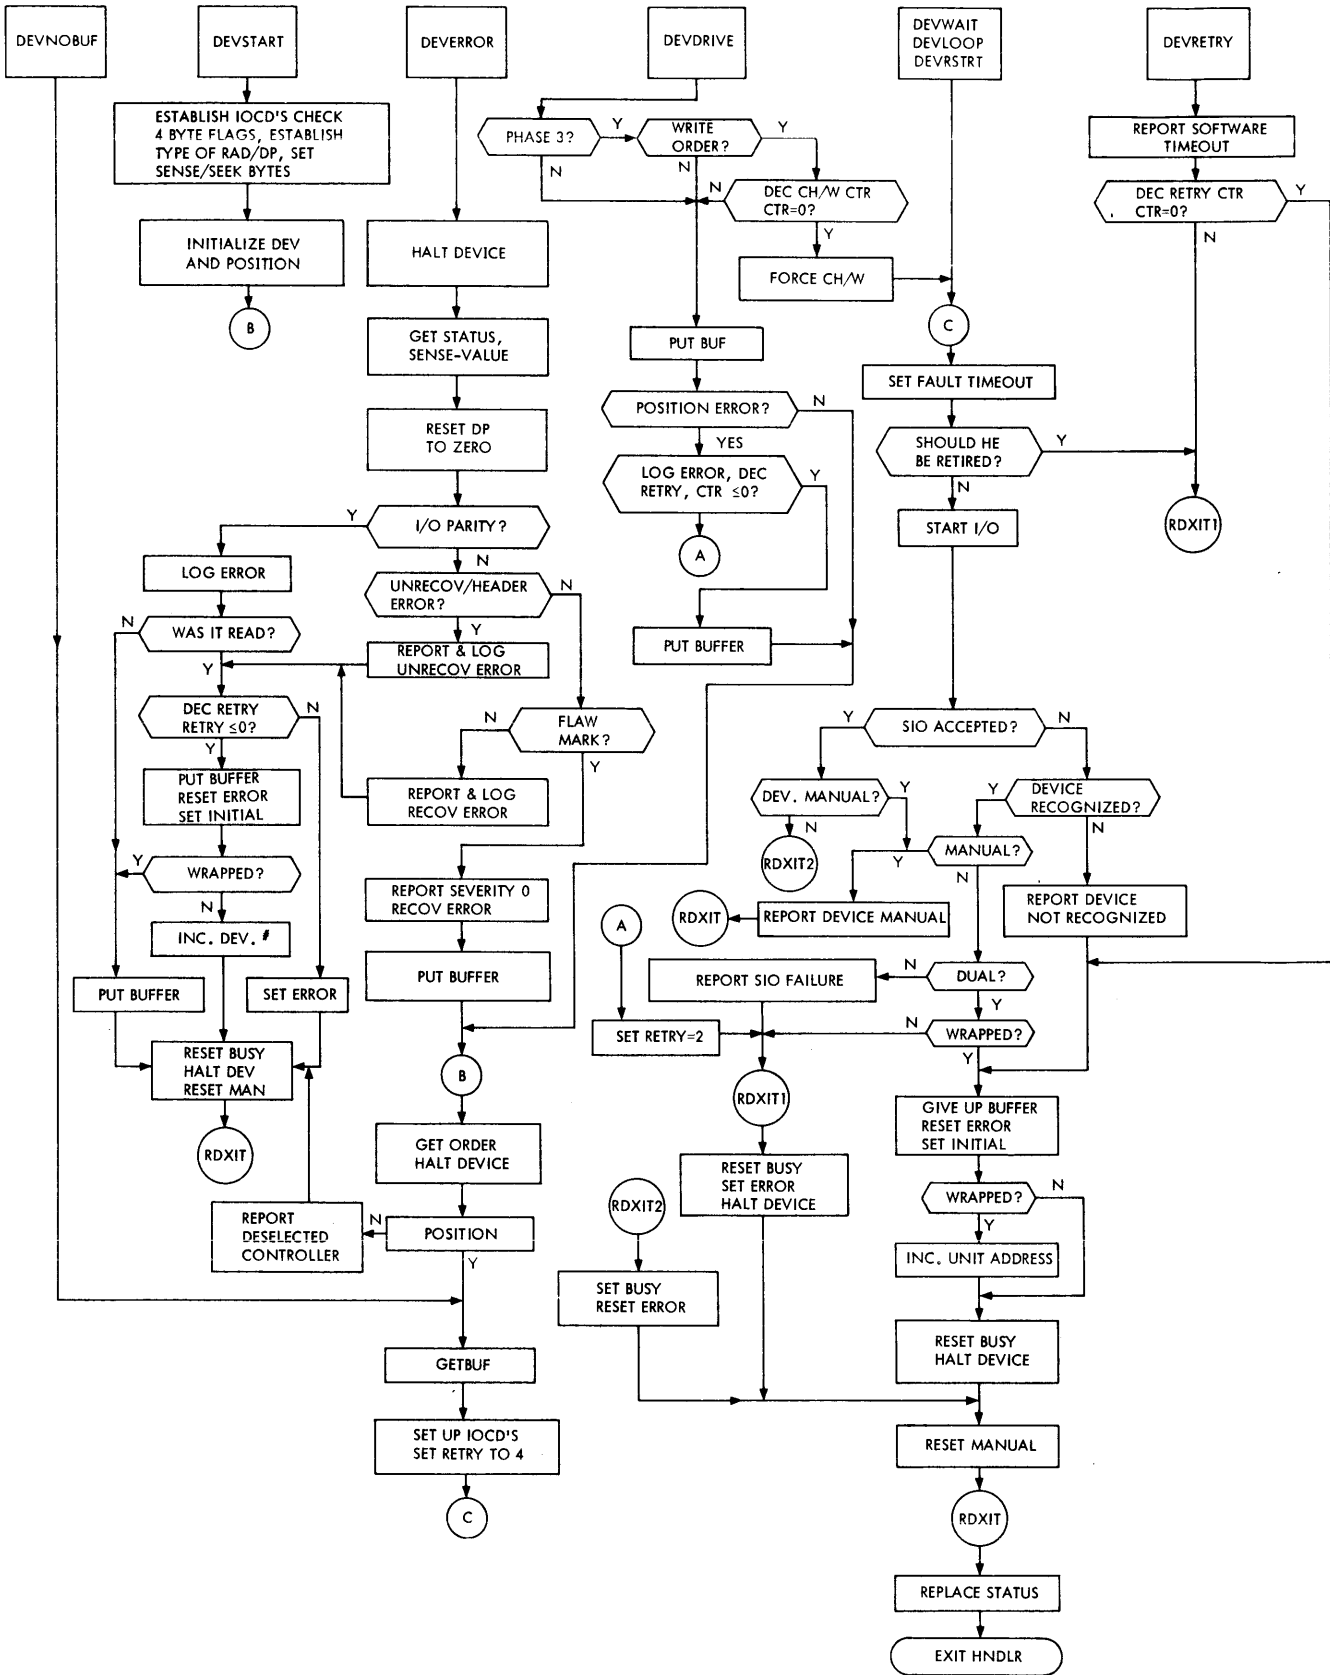 DEVNOBUF
DEVSTART
DEVERROR
DEVDRIVE
DEVWAIT
DEVLOOP
DEVRSTRT
DEVRETRY
ESTABLISH IOCD'S CHECK
4 BYTE FLAGS, ESTABLISH
TYPE OF RAD/DP, SET
SENSE/SEEK BYTES
INITIALIZE DEV
AND POSITION
B
HALT DEVICE
GET STATUS,
SENSE-VALUE
RESET DP
TO ZERO
I/O PARITY?
Y
N
LOG ERROR
WAS IT READ?
N
Y
UNRECOV/HEADER
ERROR?
N
Y
REPORT & LOG
UNRECOV ERROR
DEC RETRY
RETRY ≤0?
N
Y
FLAW
MARK?
N
Y
REPORT & LOG
RECOV ERROR
PUT BUFFER
RESET ERROR
SET INITIAL
WRAPPED?
Y
N
INC. DEV. #
PUT BUFFER
SET ERROR
RESET BUSY
HALT DEV
RESET MAN
RDXIT
REPORT SEVERITY 0
RECOV ERROR
PUT BUFFER
B
GET ORDER
HALT DEVICE
POSITION
N
Y
REPORT
DESELECTED
CONTROLLER
GETBUF
SET UP IOCD'S
SET RETRY TO 4
C
PHASE 3?
Y
N
WRITE
ORDER?
Y
N
DEC CH/W CTR
CTR=0?
N
Y
FORCE CH/W
PUT BUF
POSITION ERROR?
N
YES
LOG ERROR, DEC
RETRY, CTR ≤0?
Y
A
PUT BUFFER
C
SET FAULT TIMEOUT
SHOULD HE
BE RETIRED?
Y
N
START I/O
REPORT SOFTWARE
TIMEOUT
DEC RETRY CTR
CTR=0?
Y
N
RDXIT1
SIO ACCEPTED?
Y
N
DEV. MANUAL?
Y
N
RDXIT2
DEVICE
RECOGNIZED?
Y
N
MANUAL?
Y
N
REPORT DEVICE MANUAL
RDXIT
REPORT DEVICE
NOT RECOGNIZED
A
REPORT SIO FAILURE
DUAL?
N
Y
SET RETRY=2
WRAPPED?
N
Y
RDXIT1
RESET BUSY
SET ERROR
HALT DEVICE
GIVE UP BUFFER
RESET ERROR
SET INITIAL
WRAPPED?
N
Y
INC. UNIT ADDRESS
RDXIT2
SET BUSY
RESET ERROR
RESET BUSY
HALT DEVICE
RESET MANUAL
RDXIT
REPLACE STATUS
EXIT HNDLR